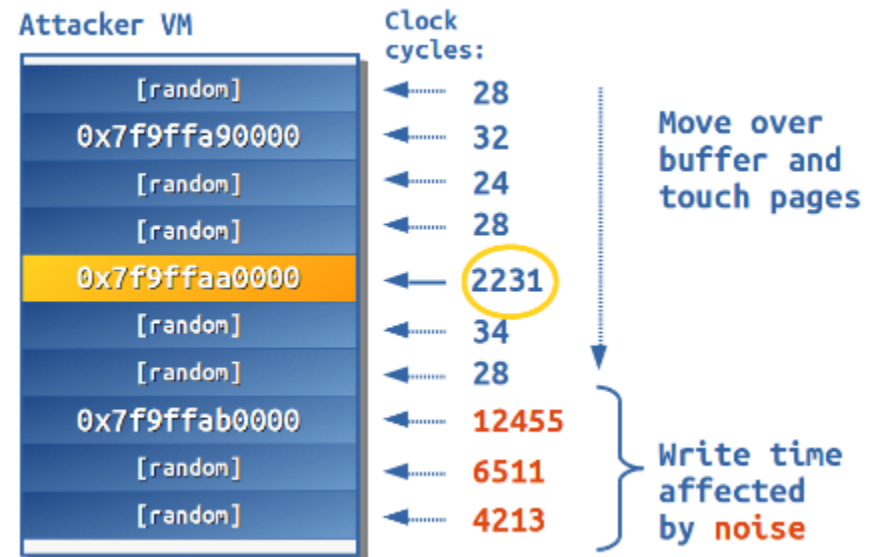 Attacker VM
Clock
cycles:
[random]
28
0x7f9ffa90000
32
[random]
24
[random]
28
0x7f9ffaa0000
2231
[random]
34
[random]
28
0x7f9ffab0000
12455
[random]
6511
[random]
4213
Move over
buffer and
touch pages
Write time
affected
by noise